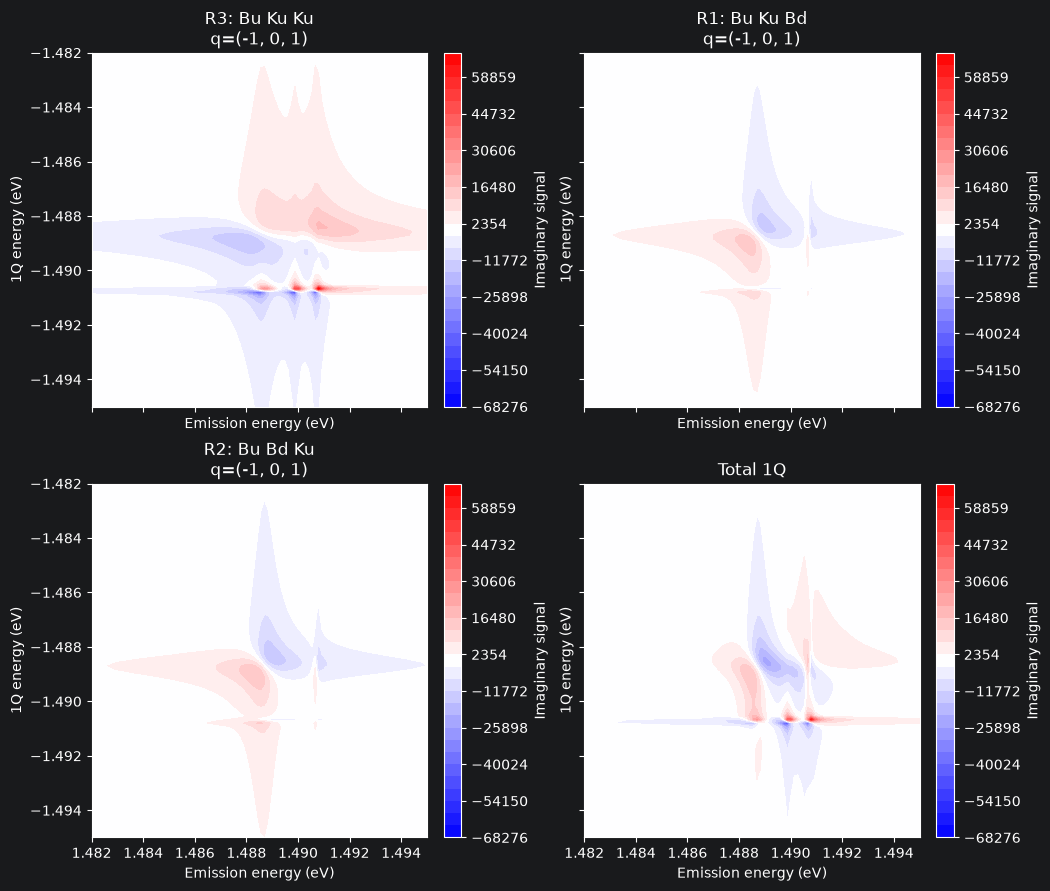 R3: Bu Ku Ku
q=(-1, 0, 1)
−1.482
−1.484
−1.486
−1.488
−1.490
−1.492
−1.494
1Q energy (eV)
Emission energy (eV)
58859
44732
30606
16480
2354
−11772
−25898
−40024
−54150
−68276
Imaginary signal
R1: Bu Ku Bd
q=(-1, 0, 1)
1Q energy (eV)
Emission energy (eV)
58859
44732
30606
16480
2354
−11772
−25898
−40024
−54150
−68276
Imaginary signal
R2: Bu Bd Ku
q=(-1, 0, 1)
−1.482
−1.484
−1.486
−1.488
−1.490
−1.492
−1.494
1Q energy (eV)
1.482 1.484 1.486 1.488 1.490 1.492 1.494
Emission energy (eV)
58859
44732
30606
16480
2354
−11772
−25898
−40024
−54150
−68276
Imaginary signal
Total 1Q
1Q energy (eV)
1.482 1.484 1.486 1.488 1.490 1.492 1.494
Emission energy (eV)
58859
44732
30606
16480
2354
−11772
−25898
−40024
−54150
−68276
Imaginary signal